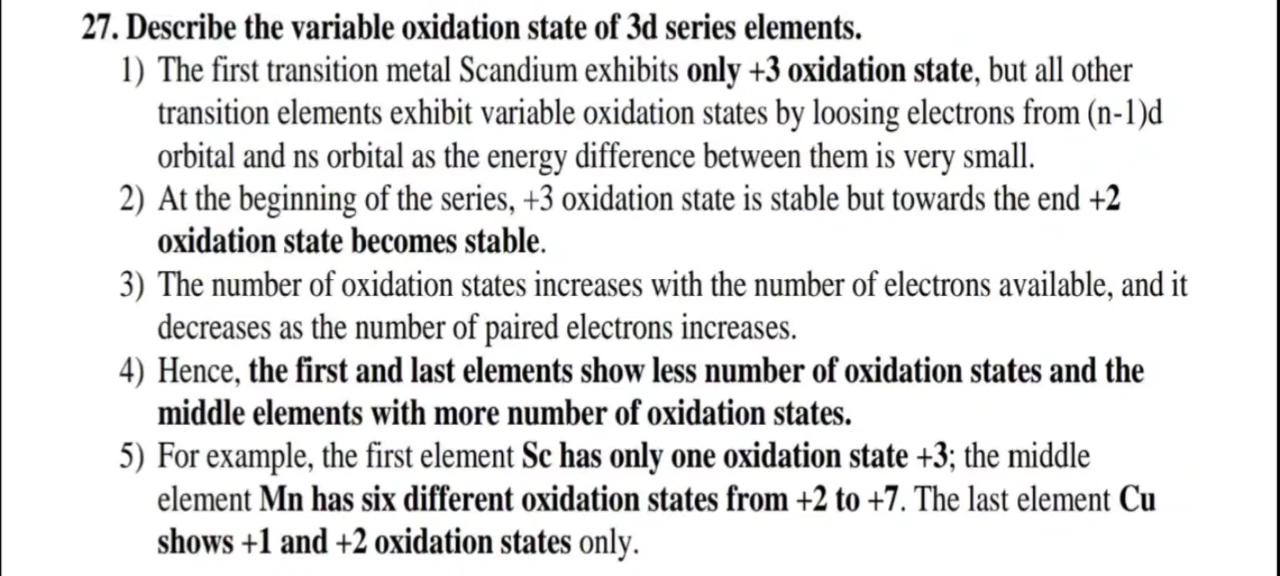 27. Describe the variable oxidation state of 3d series elements.
1) The first transition metal Scandium exhibits only +3 oxidation state, but all other
transition elements exhibit variable oxidation states by loosing electrons from (n-1)d
orbital and ns orbital as the energy difference between them is very small.
2) At the beginning of the series, +3 oxidation state is stable but towards the end +2
oxidation state becomes stable.
3) The number of oxidation states increases with the number of electrons available, and it
decreases as the number of paired electrons increases.
4) Hence, the first and last elements show less number of oxidation states and the
middle elements with more number of oxidation states.
5) For example, the first element Sc has only one oxidation state +3; the middle
element Mn has six different oxidation states from +2 to +7. The last element Cu
shows +1 and +2 oxidation states only.